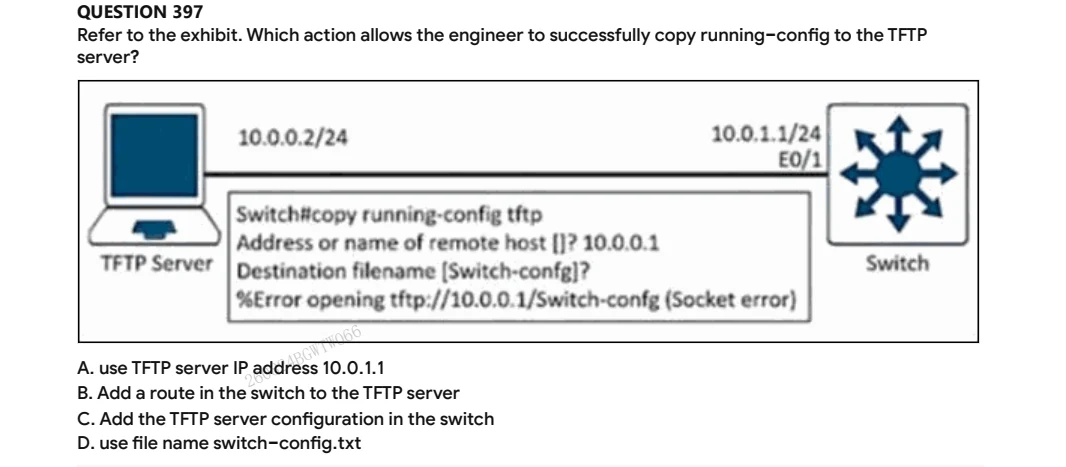 QUESTION 397
Refer to the exhibit. Which action allows the engineer to successfully copy running-config to the TFTP
server?
10.0.0.2/24
10.0.1.1/24
E0/1
Switch#copy running-config tftp
Address or name of remote host []? 10.0.0.1
Destination filename [Switch-confg]?
%Error opening tftp://10.0.0.1/Switch-confg (Socket error)
TFTP Server
Switch
A. use TFTP server IP address 10.0.1.1
B. Add a route in the switch to the TFTP server
C. Add the TFTP server configuration in the switch
D. use file name switch-config.txt